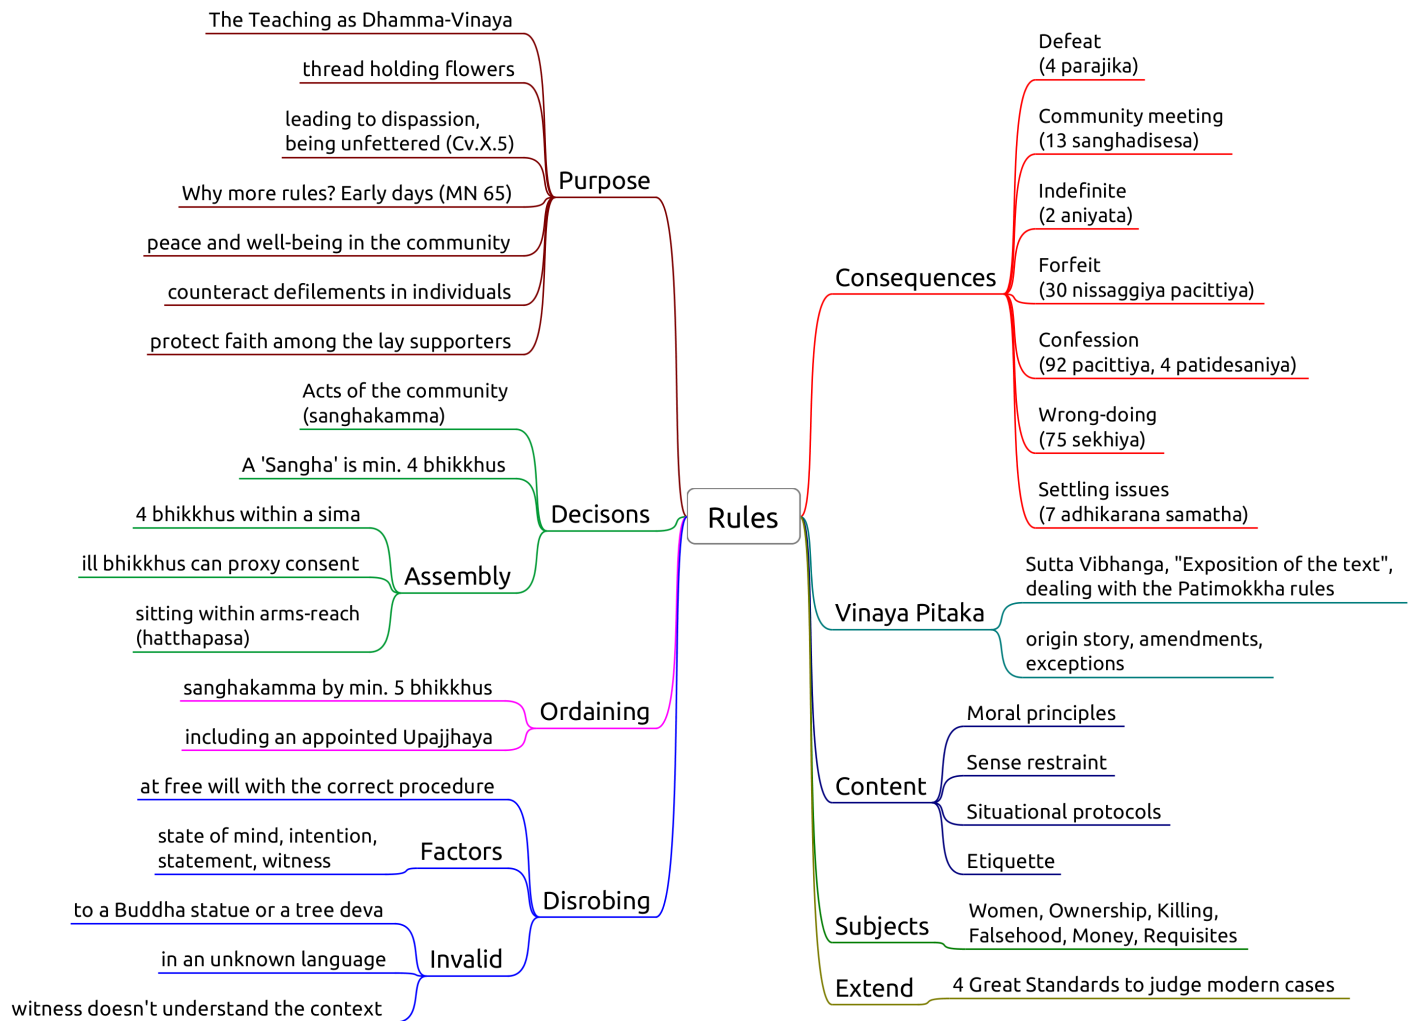 The Teaching as Dhamma-Vinaya
thread holding flowers
leading to dispassion,
being unfettered (Cv.X.5)
Why more rules? Early days (MN 65)
peace and well-being in the community
counteract defilements in individuals
protect faith among the lay supporters
Purpose
Acts of the community
(sanghakamma)
A 'Sangha' is min. 4 bhikkhus
4 bhikkhus within a sima
ill bhikkhus can proxy consent
sitting within arms-reach
(hatthapasa)
Assembly
Decisons
sanghakamma by min. 5 bhikkhus
including an appointed Upajjhaya
Ordaining
at free will with the correct procedure
state of mind, intention,
statement, witness
Factors
to a Buddha statue or a tree deva
in an unknown language
witness doesn't understand the context
Invalid
Disrobing
Rules
Consequences
Defeat
(4 parajika)
Community meeting
(13 sanghadisesa)
Indefinite
(2 aniyata)
Forfeit
(30 nissaggiya pacittiya)
Confession
(92 pacittiya, 4 patidesaniya)
Wrong-doing
(75 sekhiya)
Settling issues
(7 adhikarana samatha)
Vinaya Pitaka
Sutta Vibhanga, "Exposition of the text",
dealing with the Patimokkha rules
origin story, amendments,
exceptions
Content
Moral principles
Sense restraint
Situational protocols
Etiquette
Subjects
Women, Ownership, Killing,
Falsehood, Money, Requisites
Extend
4 Great Standards to judge modern cases